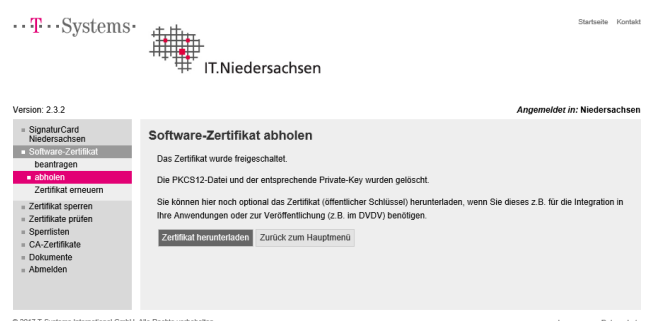 ··T··Systems·
Startseite Kontakt
IT.Niedersachsen
Version: 2.3.2
Angemeldet in: Niedersachsen
SignaturCard
Niedersachsen
Software-Zertifikat
beantragen
abholen
Zertifikat erneuern
Zertifikate sperren
Zertifikate prüfen
Sperrlisten
CA-Zertifikate
Dokumente
Abmelden
Software-Zertifikat abholen
Das Zertifikat wurde freigeschaltet.
Die PKCS12-Datei und der entsprechende Private-Key wurden gelöscht.
Sie können hier noch optional das Zertifikat (öffentlicher Schlüssel) herunterladen, wenn Sie dieses z.B. für die Integration in
Ihre Anwendungen oder zur Veröffentlichung (z.B. im DVDV) benötigen.
Zertifikat herunterladen Zurück zum Hauptmenü